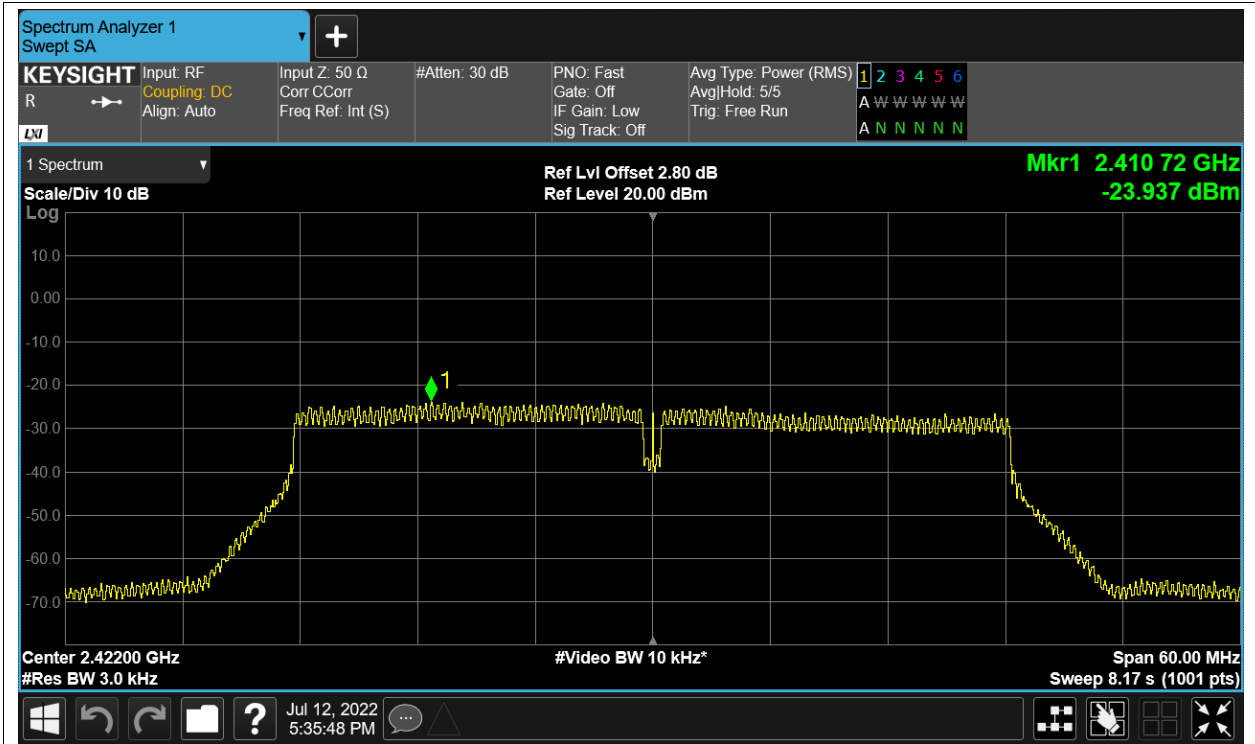 Spectrum Analyzer 1
Swept SA
KEYSIGHT
R
LXI
Input: RF
Coupling: DC
Align: Auto
Input Z: 50 Ω
Corr CCorr
Freq Ref: Int (S)
#Atten: 30 dB
PNO: Fast
Gate: Off
IF Gain: Low
Sig Track: Off
Avg Type: Power (RMS)
Avg|Hold: 5/5
Trig: Free Run
1 2 3 4 5 6
A W W W W W
A N N N N N
1 Spectrum
Scale/Div 10 dB
Log
Ref Lvl Offset 2.80 dB
Ref Level 20.00 dBm
Mkr1 2.410 72 GHz
-23.937 dBm
10.0
0.00
-10.0
-20.0
-30.0
-40.0
-50.0
-60.0
-70.0
1
Center 2.42200 GHz
#Res BW 3.0 kHz
#Video BW 10 kHz*
Span 60.00 MHz
Sweep 8.17 s (1001 pts)
?
Jul 12, 2022
5:35:48 PM